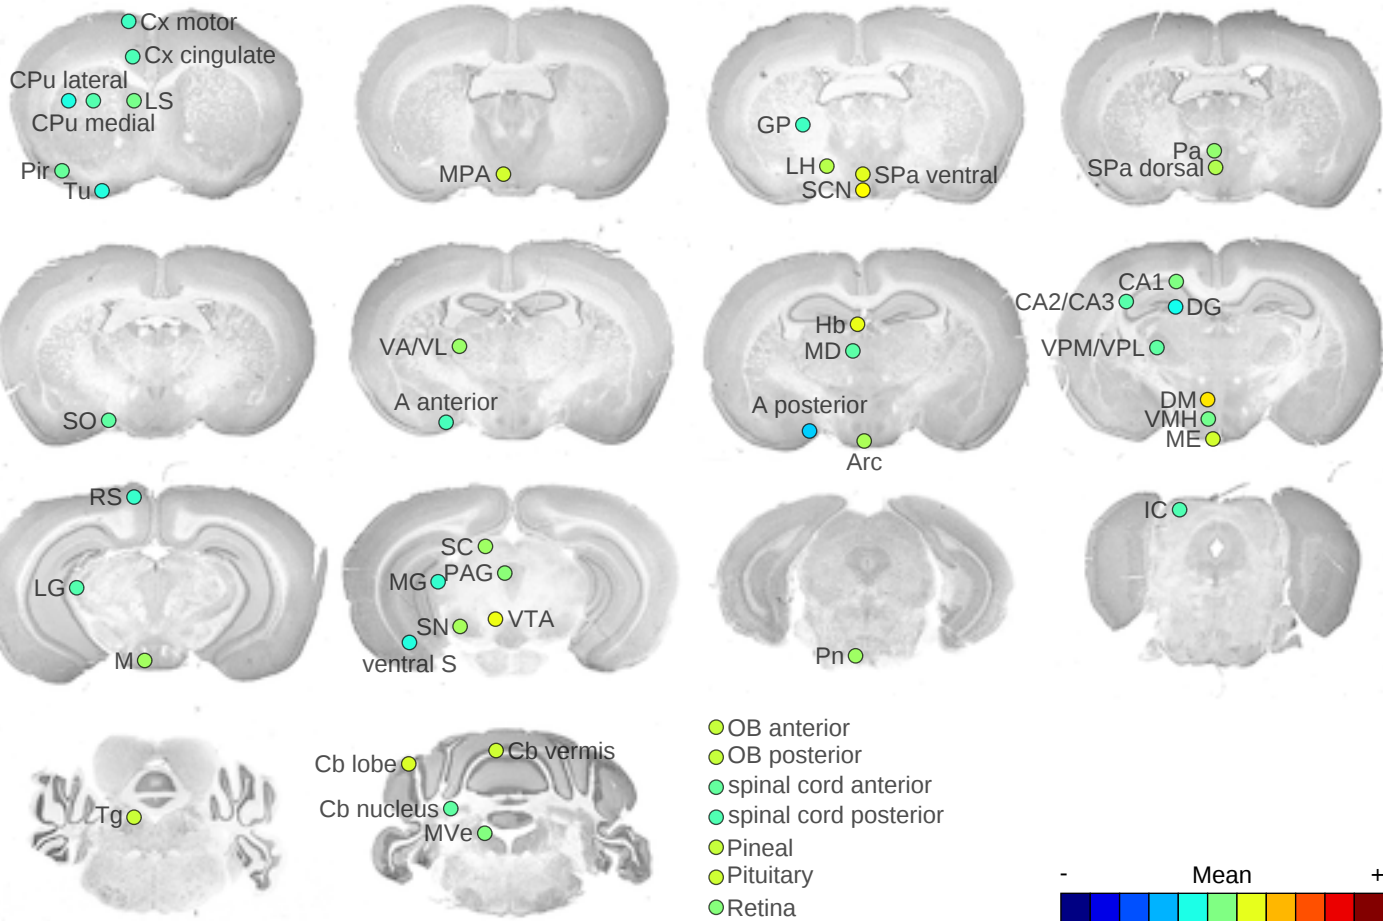 Cx motor
Cx cingulate
CPu lateral
LS
CPu medial
Pir
Tu
MPA
GP
LH
SPa ventral
SCN
Pa
SPa dorsal
SO
VA/VL
A anterior
Hb
MD
A posterior
Arc
CA1
CA2/CA3
DG
VPM/VPL
DM
VMH
ME
RS
LG
M
SC
MG
PAG
SN
VTA
ventral S
Pn
IC
Tg
Cb lobe
Cb vermis
Cb nucleus
MVe
OB anterior
OB posterior
spinal cord anterior
spinal cord posterior
Pineal
Pituitary
Retina
- Mean +